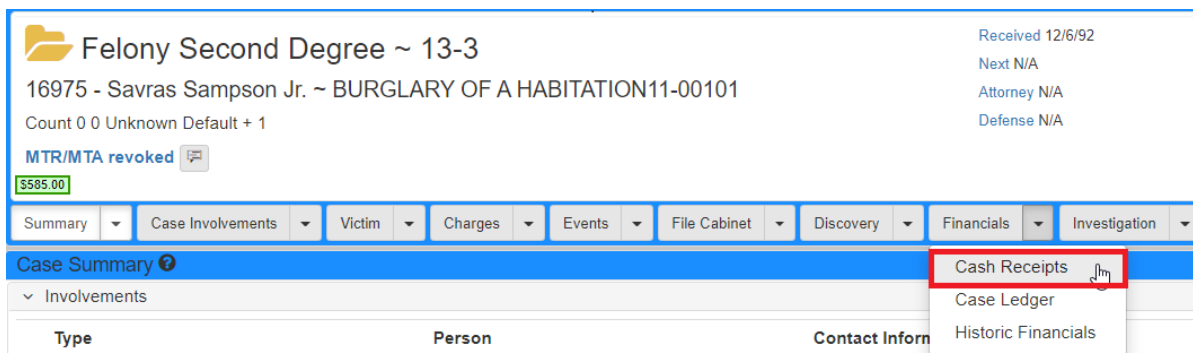 Felony Second Degree ~ 13-3
16975 - Savras Sampson Jr. ~ BURGLARY OF A HABITATION11-00101
Count 0 0 Unknown Default + 1
MTR/MTA revoked
$585.00
Received 12/6/92
Next N/A
Attorney N/A
Defense N/A
Summary Case Involvements Victim Charges Events File Cabinet Discovery Financials Investigation
Case Summary ?
Cash Receipts
Case Ledger
Historic Financials
Involvements
Type Person Contact Inforn